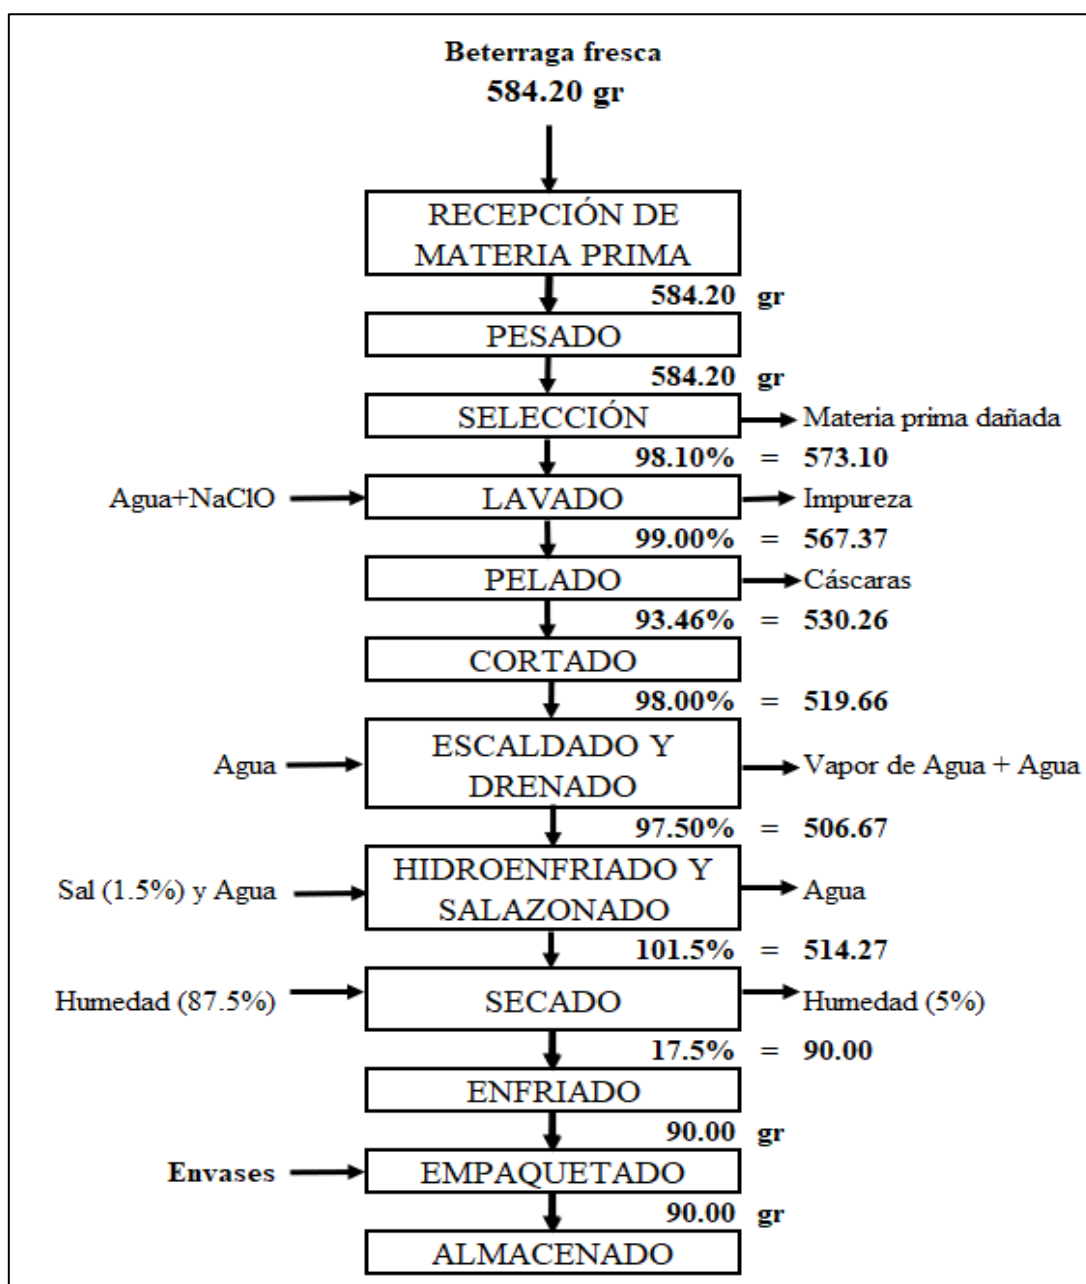 Beterraga fresca
584.20 gr
RECEPCIÓN DE
MATERIA PRIMA
584.20 gr
PESADO
584.20 gr
SELECCIÓN
Materia prima dañada
98.10% = 573.10
Agua+NaClO
LAVADO
Impureza
99.00% = 567.37
PELADO
Cáscaras
93.46% = 530.26
CORTADO
98.00% = 519.66
Agua
ESCALDADO Y
DRENADO
Vapor de Agua + Agua
97.50% = 506.67
Sal (1.5%) y Agua
HIDROENFRIADO Y
SALAZONADO
Agua
101.5% = 514.27
Humedad (87.5%)
SECADO
Humedad (5%)
17.5% = 90.00
ENFRIADO
90.00 gr
Envases
EMPAQUETADO
90.00 gr
ALMACENADO